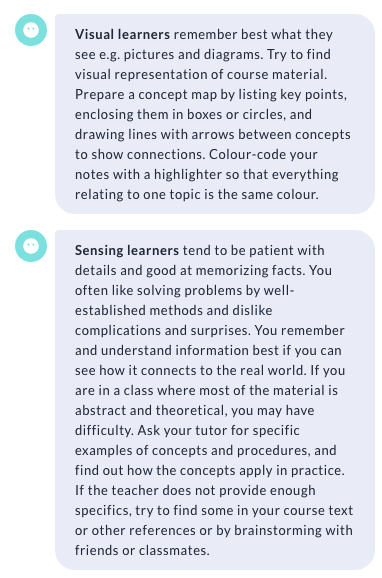 Visual learners remember best what they
see e.g. pictures and diagrams. Try to find
visual representation of course material.
Prepare a concept map by listing key points,
enclosing them in boxes or circles, and
drawing lines with arrows between concepts
to show connections. Colour-code your
notes with a highlighter so that everything
relating to one topic is the same colour.
Sensing learners tend to be patient with
details and good at memorizing facts. You
often like solving problems by well-
established methods and dislike
complications and surprises. You remember
and understand information best if you can
see how it connects to the real world. If you
are in a class where most of the material is
abstract and theoretical, you may have
difficulty. Ask your tutor for specific
examples of concepts and procedures, and
find out how the concepts apply in practice.
If the teacher does not provide enough
specifics, try to find some in your course text
or other references or by brainstorming with
friends or classmates.